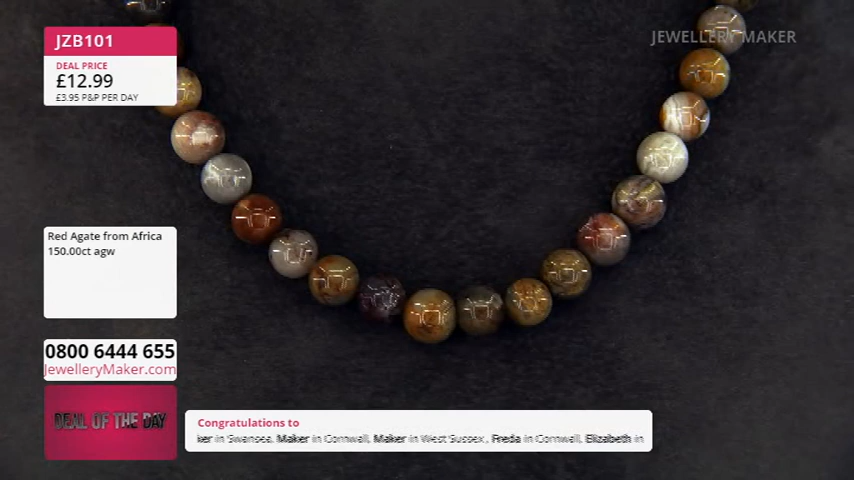 JZB101
JEWELLERY MAKER
DEAL PRICE
£12.99
£3.95 P&P PER DAY
Red Agate from Africa
150.00ct agw
0800 6444 655
JewelleryMaker.com
DEAL OF THE DAY
Congratulations to
ker in Swansea, Maker in Cornwall, Maker in West Sussex, Freda in Cornwall, Elizabeth in